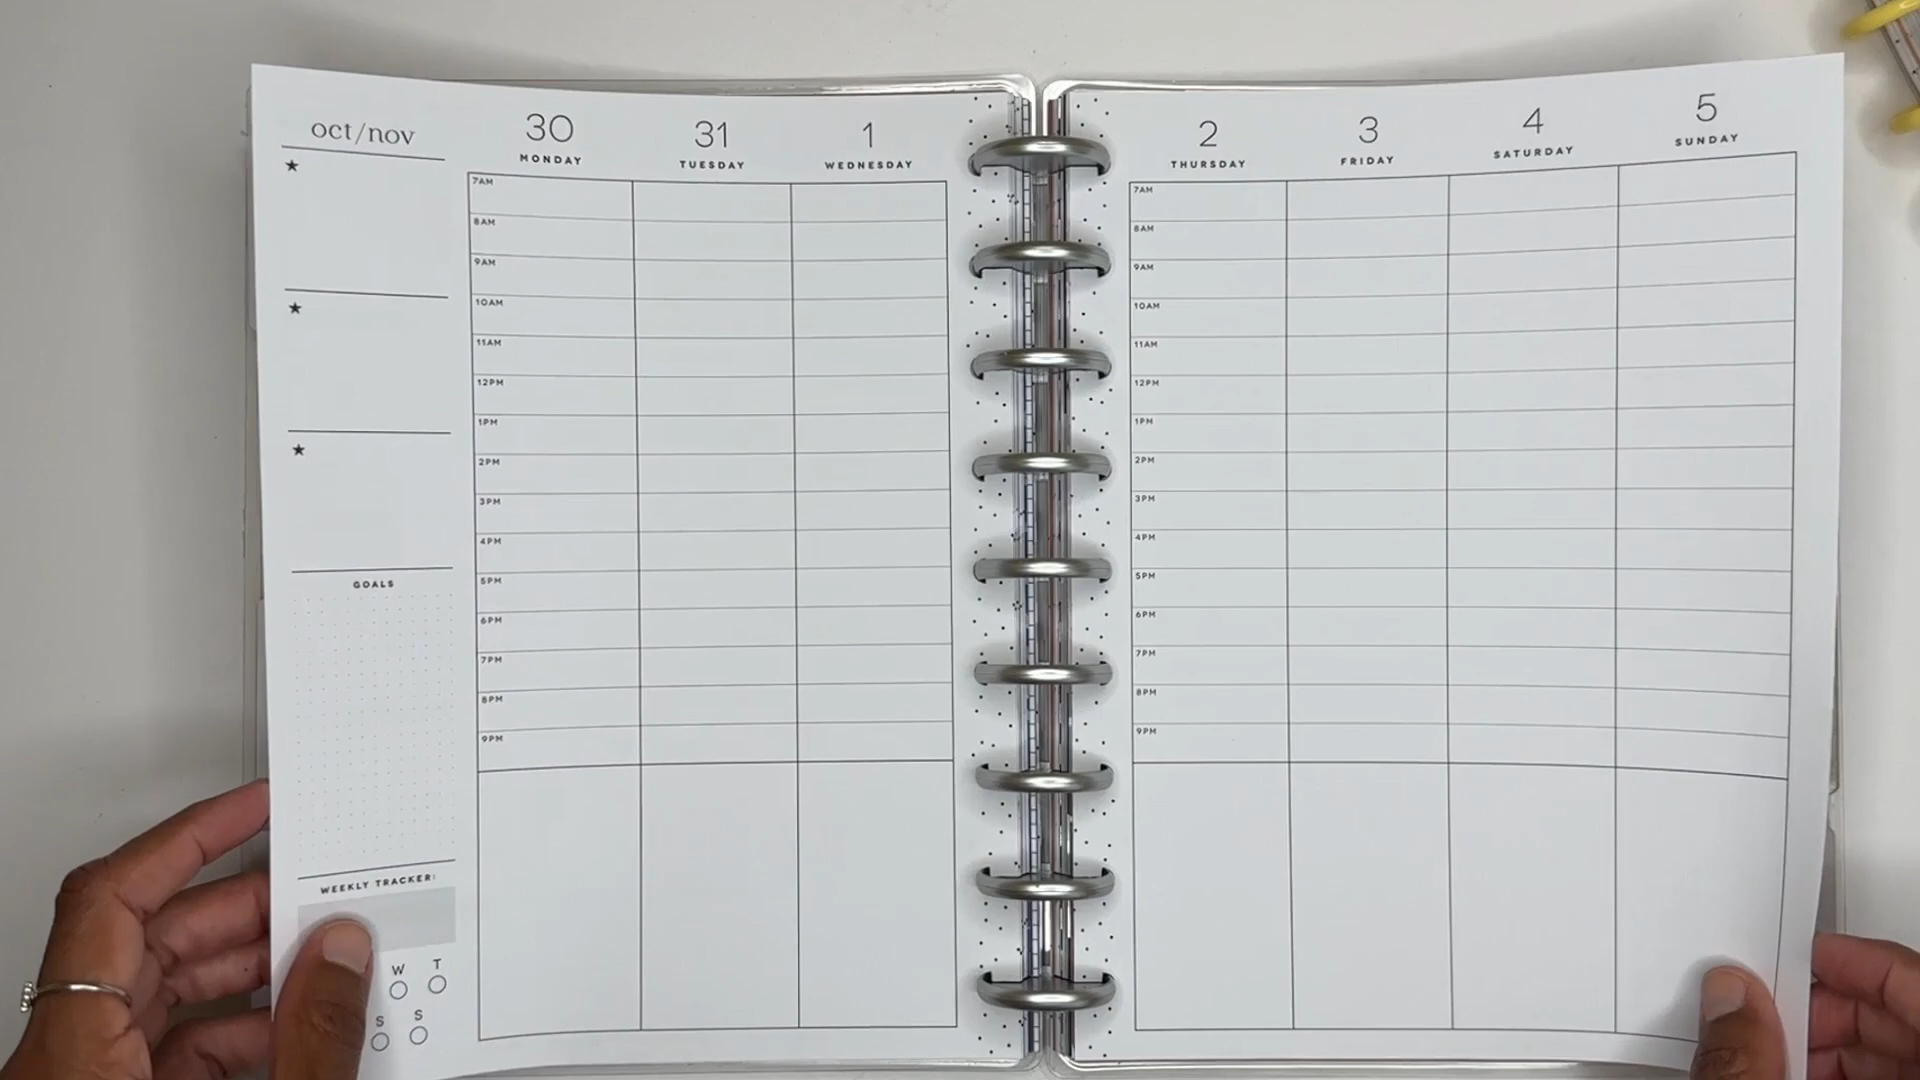 oct/nov
★
★
★
GOALS
WEEKLY TRACKER:
W T
S S
30 31 1
MONDAY TUESDAY WEDNESDAY
7AM
8AM
9AM
10AM
11AM
12PM
1PM
2PM
3PM
4PM
5PM
6PM
7PM
8PM
9PM
2 3 4 5
THURSDAY FRIDAY SATURDAY SUNDAY
7AM
8AM
9AM
10AM
11AM
12PM
1PM
2PM
3PM
4PM
5PM
6PM
7PM
8PM
9PM